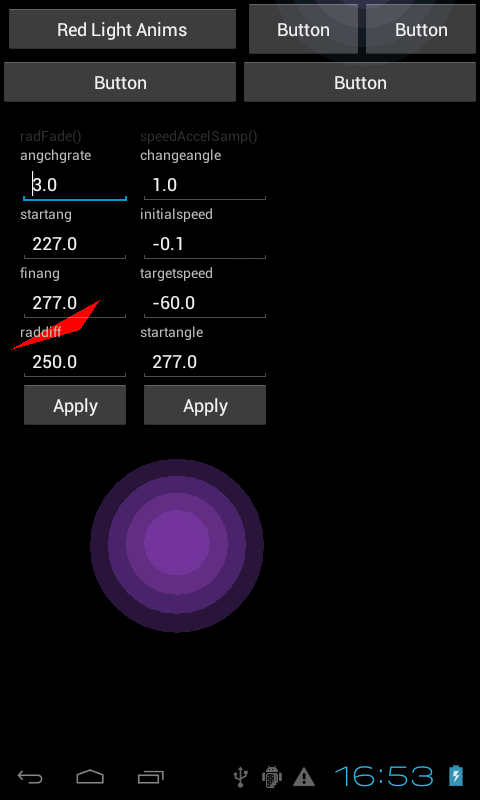 Red Light Anims Button Button
Button Button
radFade() speedAccelSamp()
angchgrate changeangle
3.0 1.0
startang initialspeed
227.0 -0.1
finang targetspeed
277.0 -60.0
raddiff startangle
250.0 277.0
Apply Apply
16:53